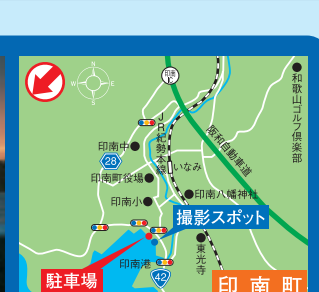 N
W
E
S
印南
IC
和歌山ゴルフ倶楽部
JR紀勢本線
阪和自動車道
印南中
28
いなみ
印南町役場
印南八幡神社
印南小
撮影スポット
東光寺
印南港
42
駐車場
印南町